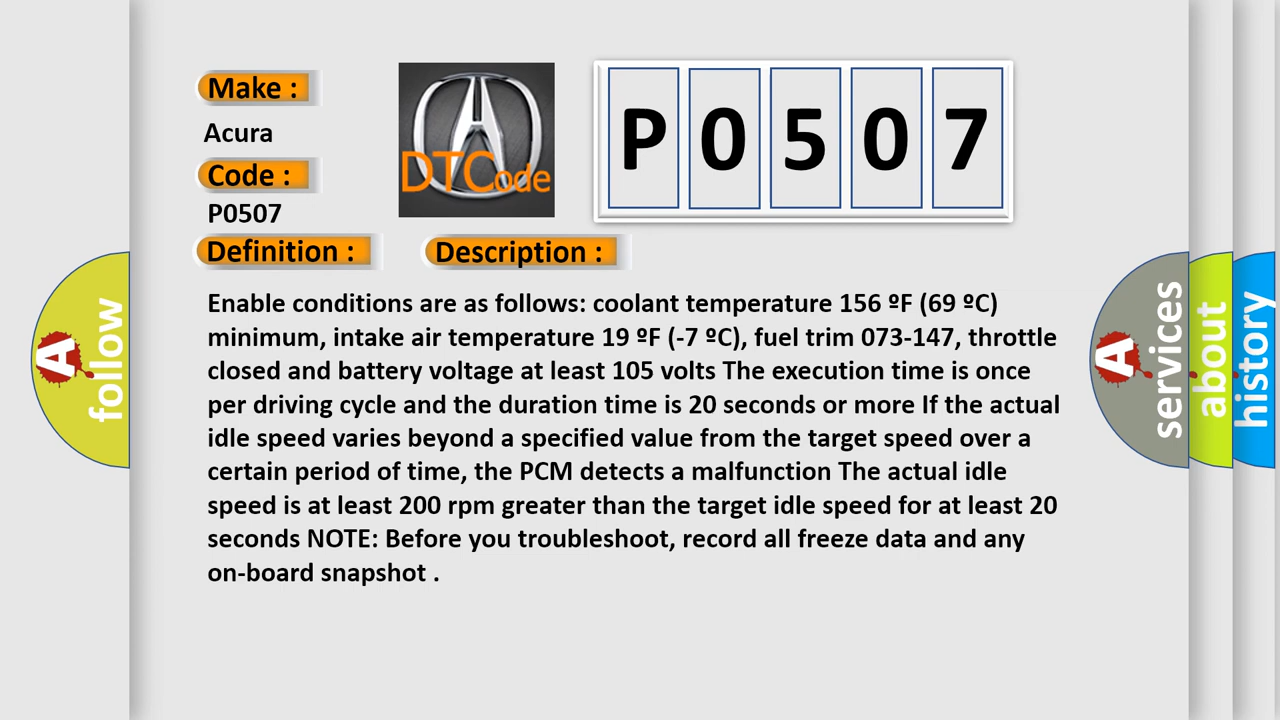 Make :
Acura
Code :
P0507
Definition :
Description :
DTCode
P0507
Enable conditions are as follows: coolant temperature 156 ºF (69 ºC)
minimum, intake air temperature 19 ºF (-7 ºC), fuel trim 073-147, throttle
closed and battery voltage at least 105 volts The execution time is once
per driving cycle and the duration time is 20 seconds or more If the actual
idle speed varies beyond a specified value from the target speed over a
certain period of time, the PCM detects a malfunction The actual idle
speed is at least 200 rpm greater than the target idle speed for at least 20
seconds NOTE: Before you troubleshoot, record all freeze data and any
on-board snapshot .
A follow
A services
about
history